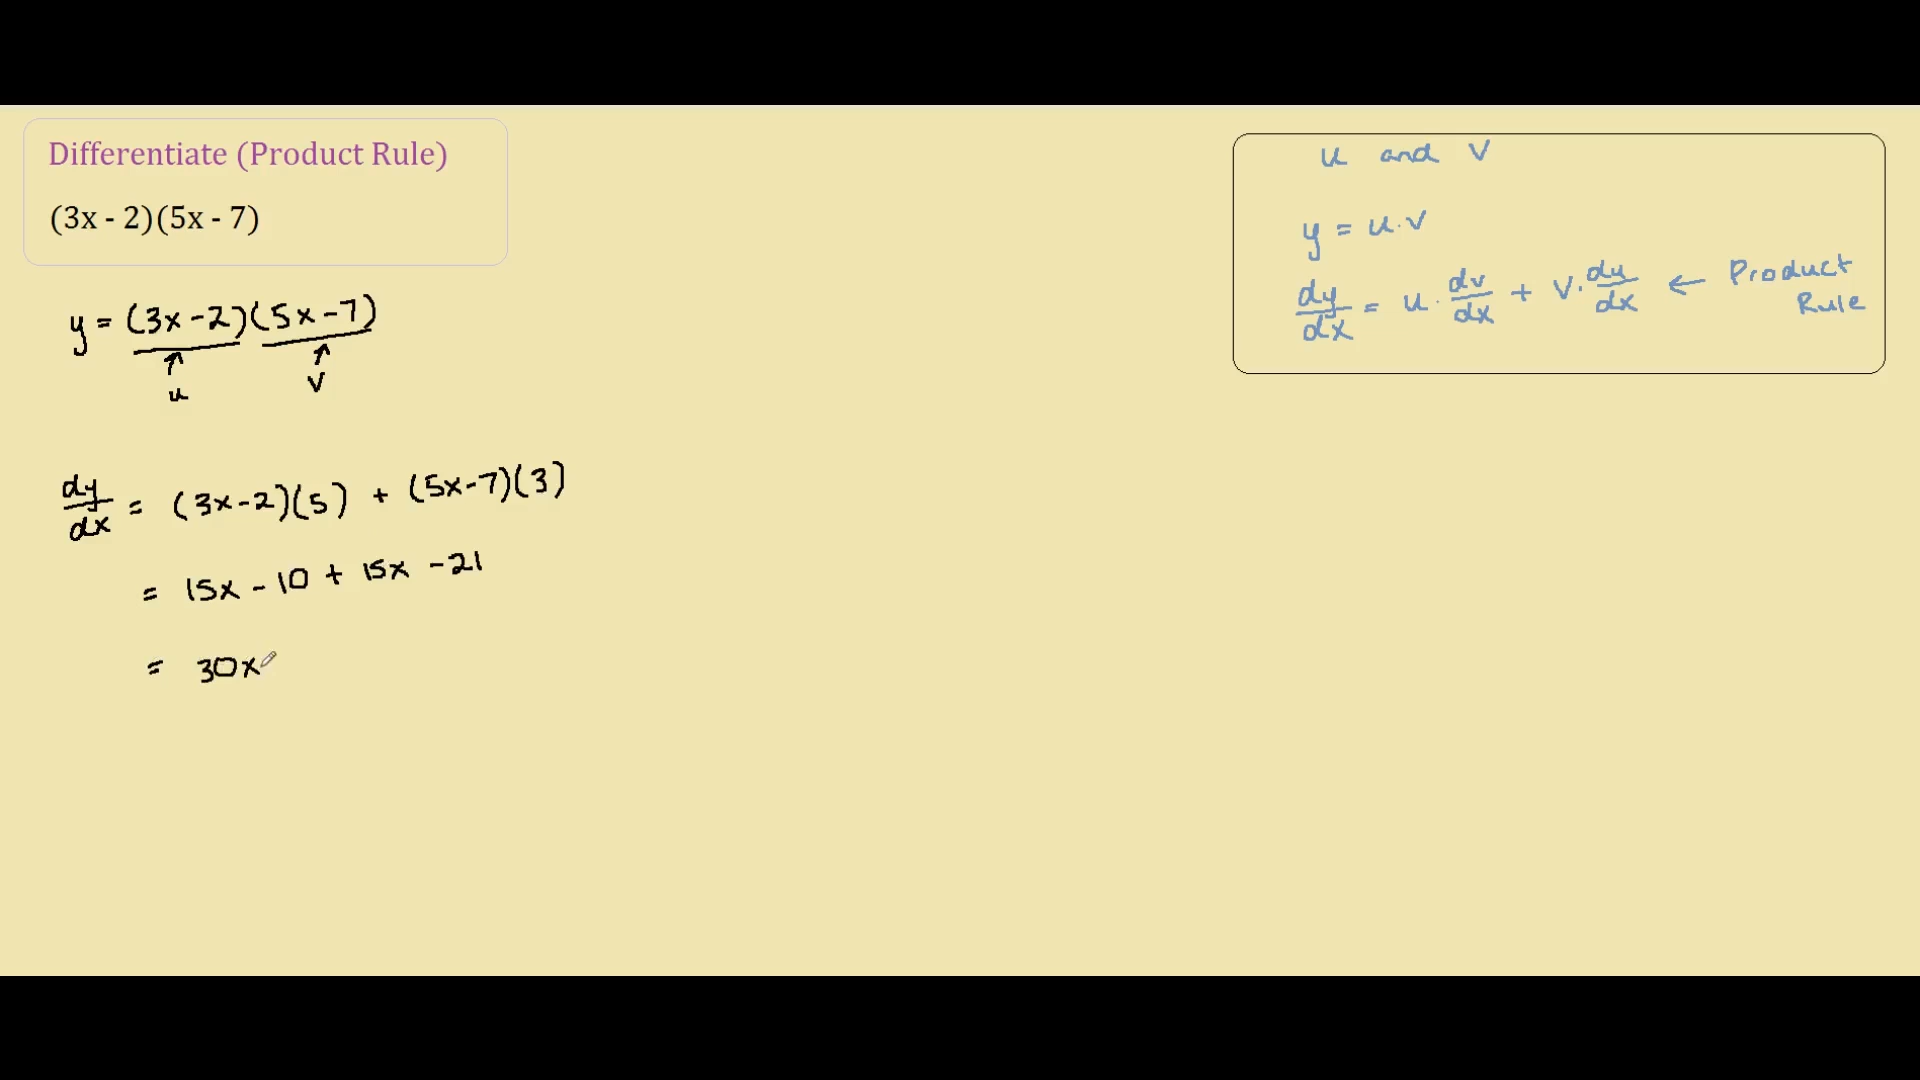 Differentiate (Product Rule)
(3x - 2)(5x - 7)
y = (3x - 2)(5x - 7)
↑ ↑
u v
dy/dx = (3x - 2)(5) + (5x - 7)(3)
= 15x - 10 + 15x - 21
= 30x
u and v
y = u · v
dy/dx = u · dv/dx + v · du/dx ← Product
Rule